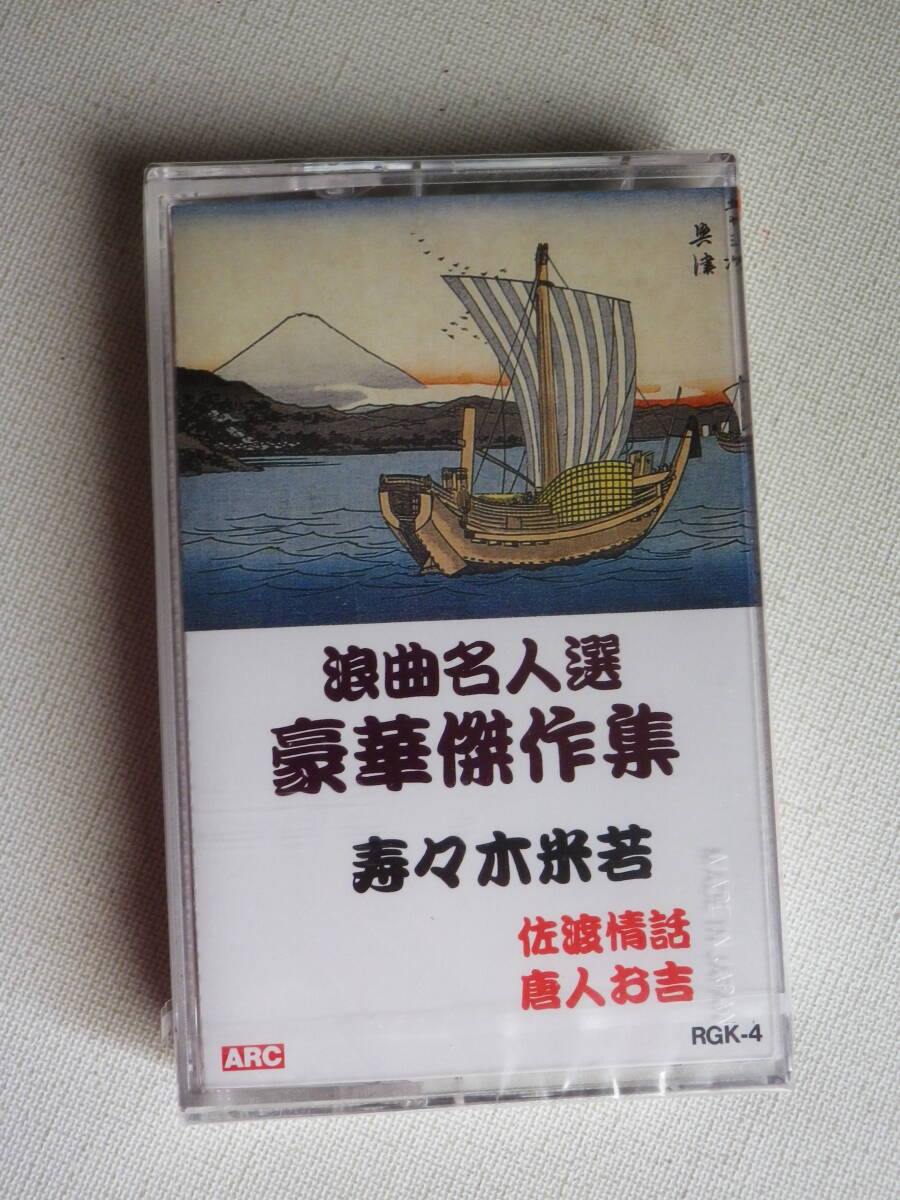 興津
浪曲名人選
豪華傑作集
寿々木米若
佐渡情話
唐人お吉
MADE IN JAPAN
ARC
RGK-4